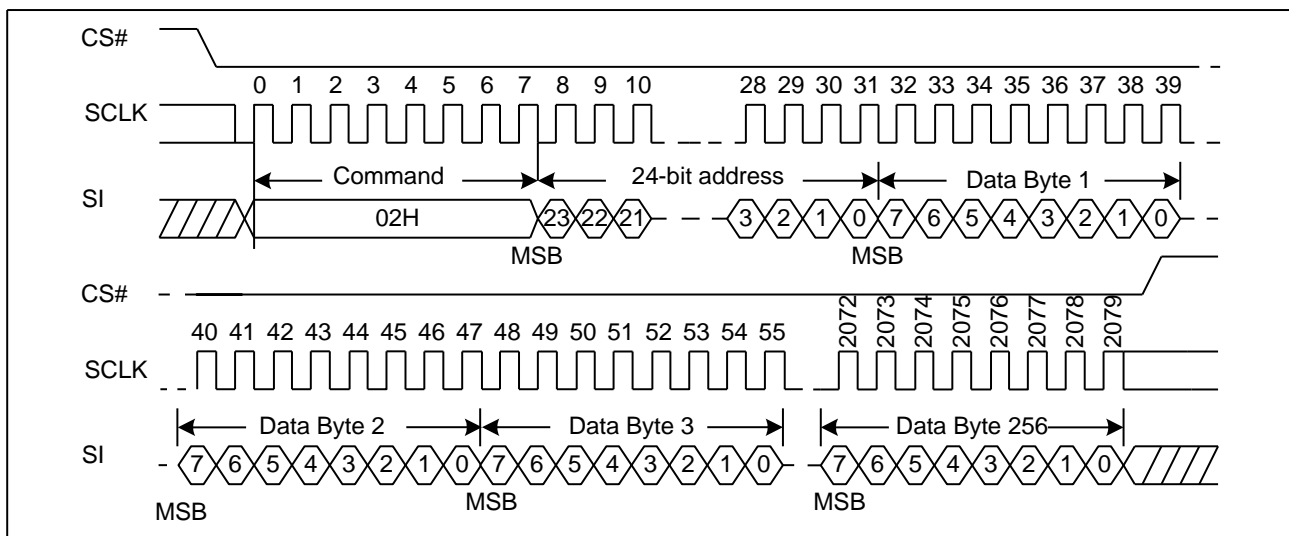 CS#
0 1 2 3 4 5 6 7 8 9 10 28 29 30 31 32 33 34 35 36 37 38 39
SCLK
Command 24-bit address Data Byte 1
SI
02H 23 22 21 3 2 1 0 7 6 5 4 3 2 1 0
MSB MSB
CS#
40 41 42 43 44 45 46 47 48 49 50 51 52 53 54 55 2072 2073 2074 2075 2076 2077 2078 2079
SCLK
Data Byte 2 Data Byte 3 Data Byte 256
SI
7 6 5 4 3 2 1 0 7 6 5 4 3 2 1 0 7 6 5 4 3 2 1 0
MSB MSB MSB